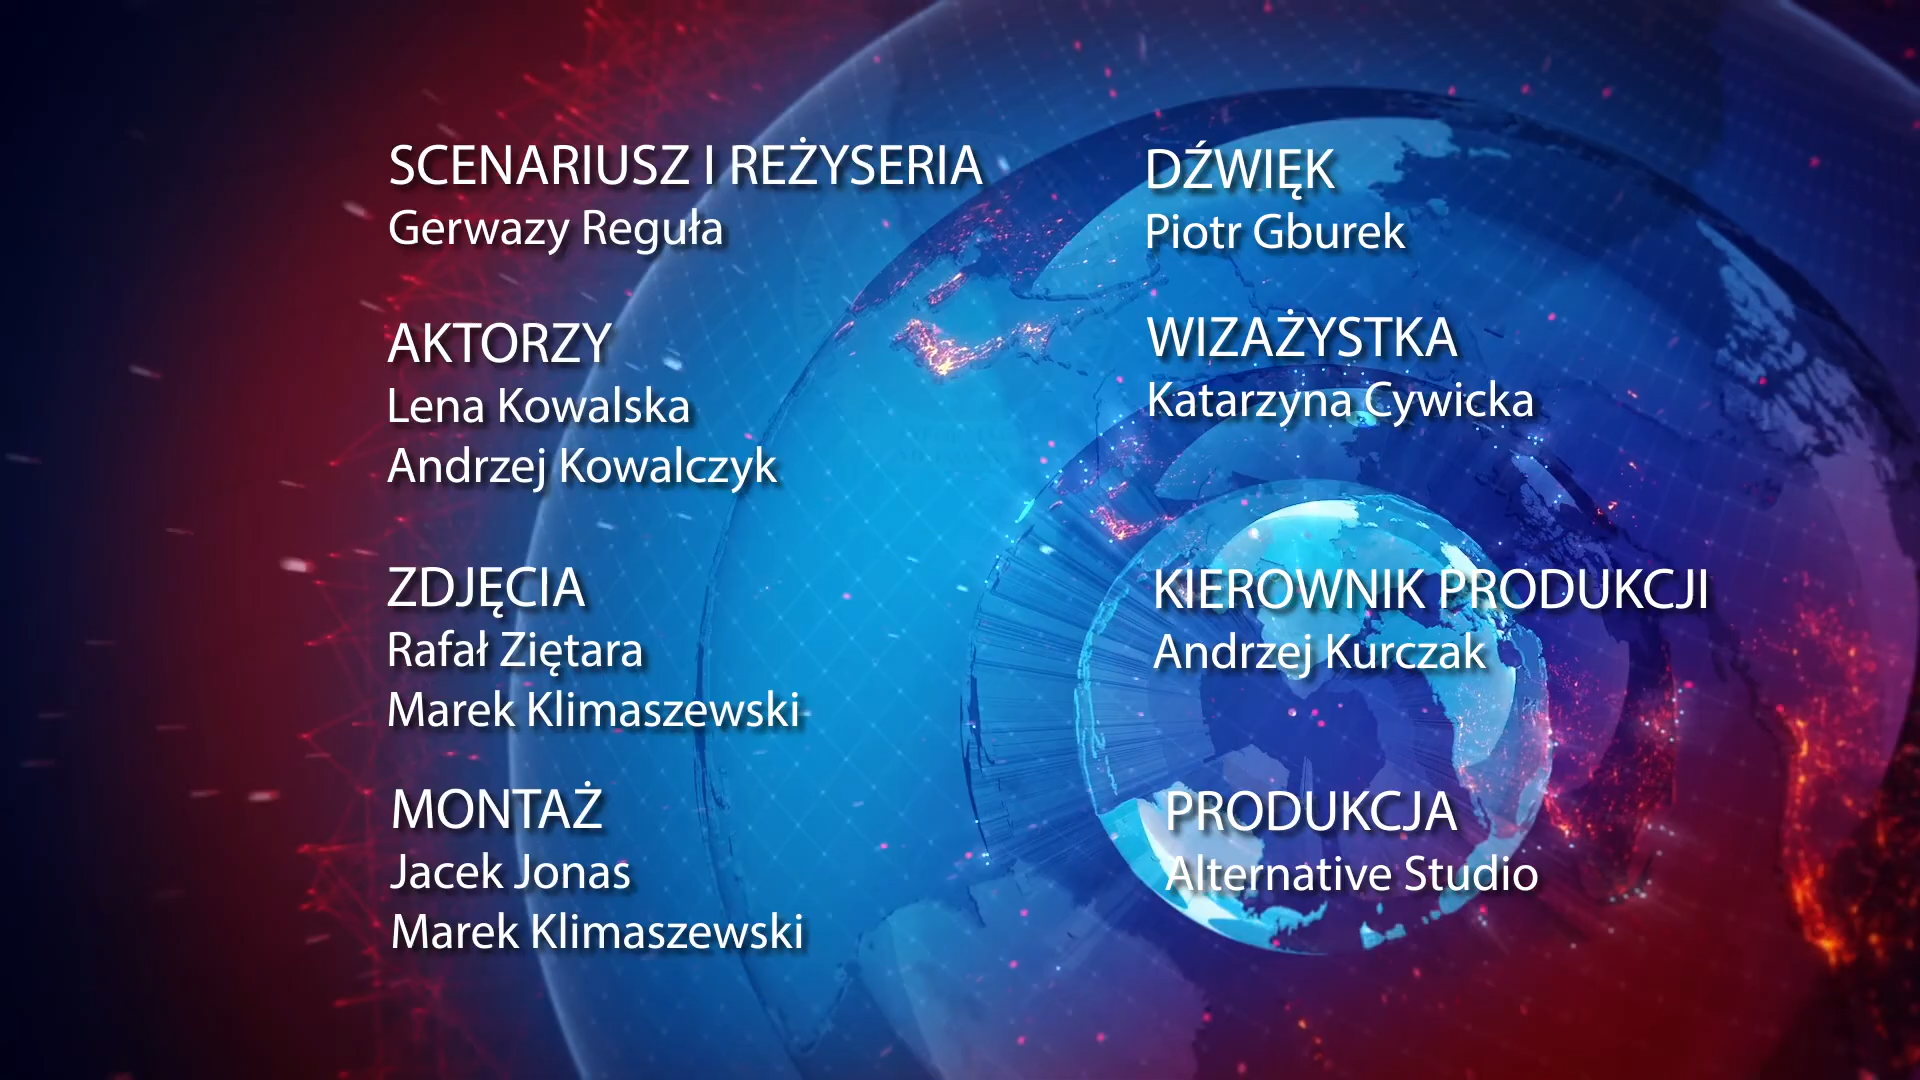 SCENARIUSZ I REŻYSERIA
Gerwazy Reguła
AKTORZY
Lena Kowalska
Andrzej Kowalczyk
ZDJĘCIA
Rafał Ziętara
Marek Klimaszewski
MONTAŻ
Jacek Jonas
Marek Klimaszewski
DŹWIĘK
Piotr Gburek
WIZAŻYSTKA
Katarzyna Cywicka
KIEROWNIK PRODUKCJI
Andrzej Kurczak
PRODUKCJA
Alternative Studio